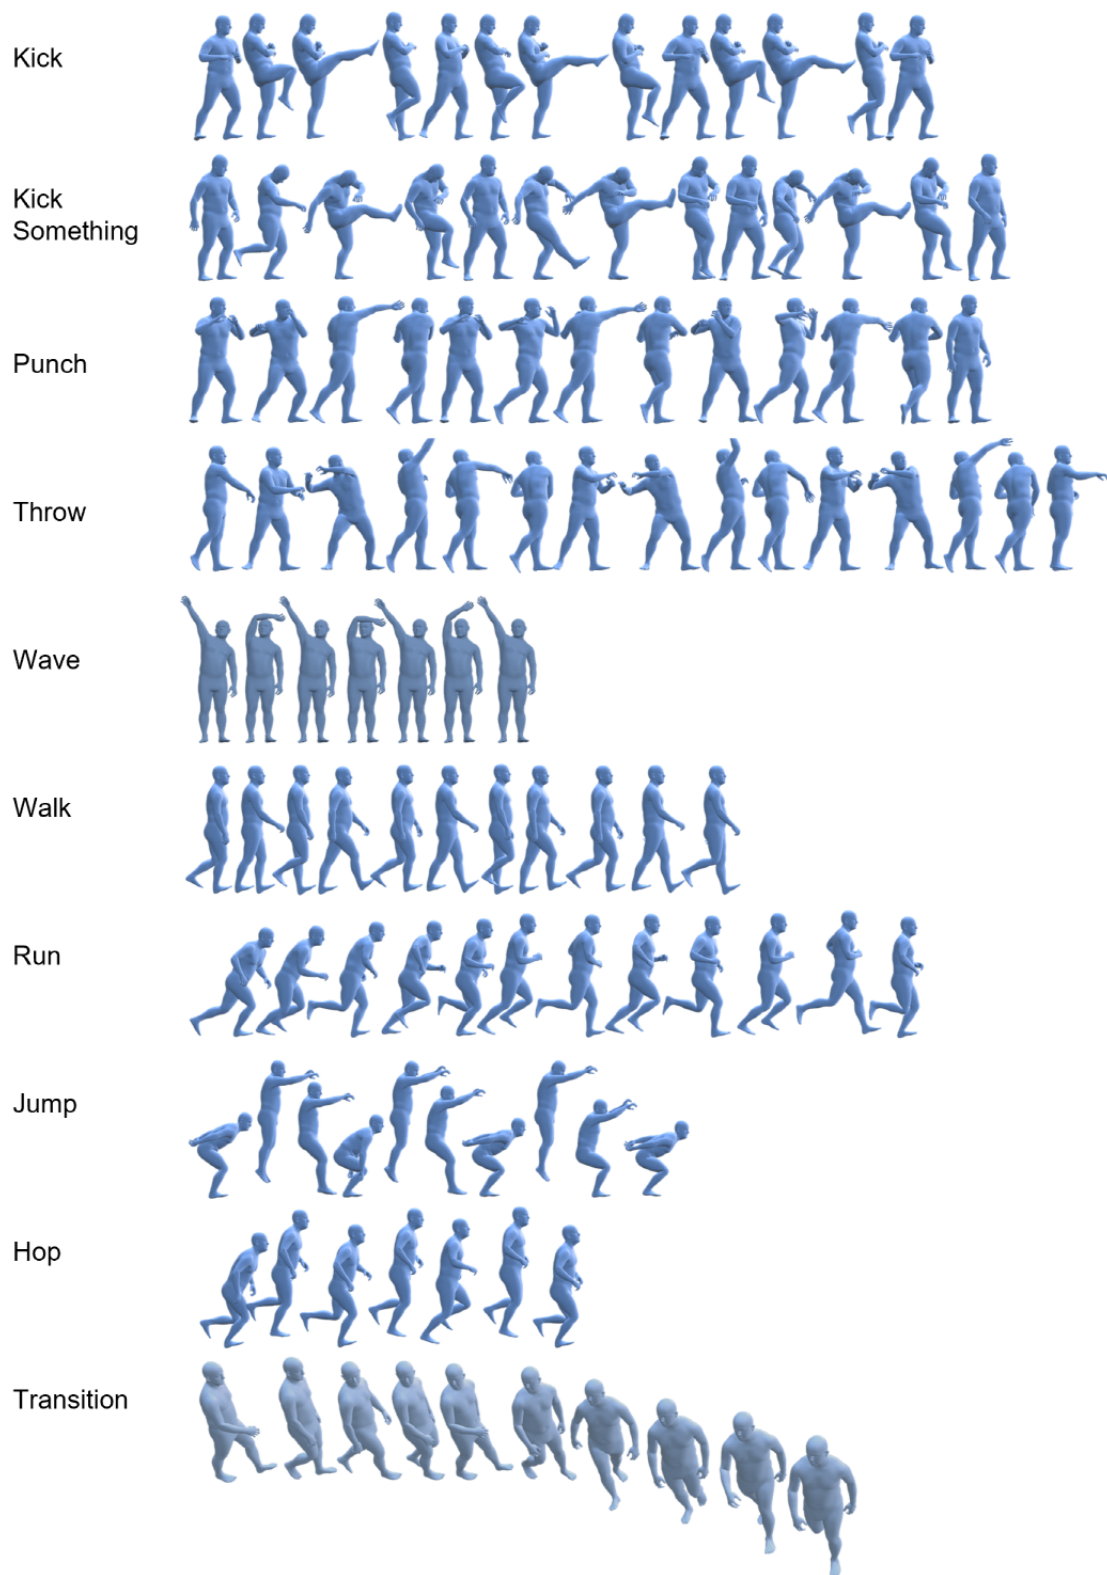 Kick
Kick
Something
Punch
Throw
Wave
Walk
Run
Jump
Hop
Transition